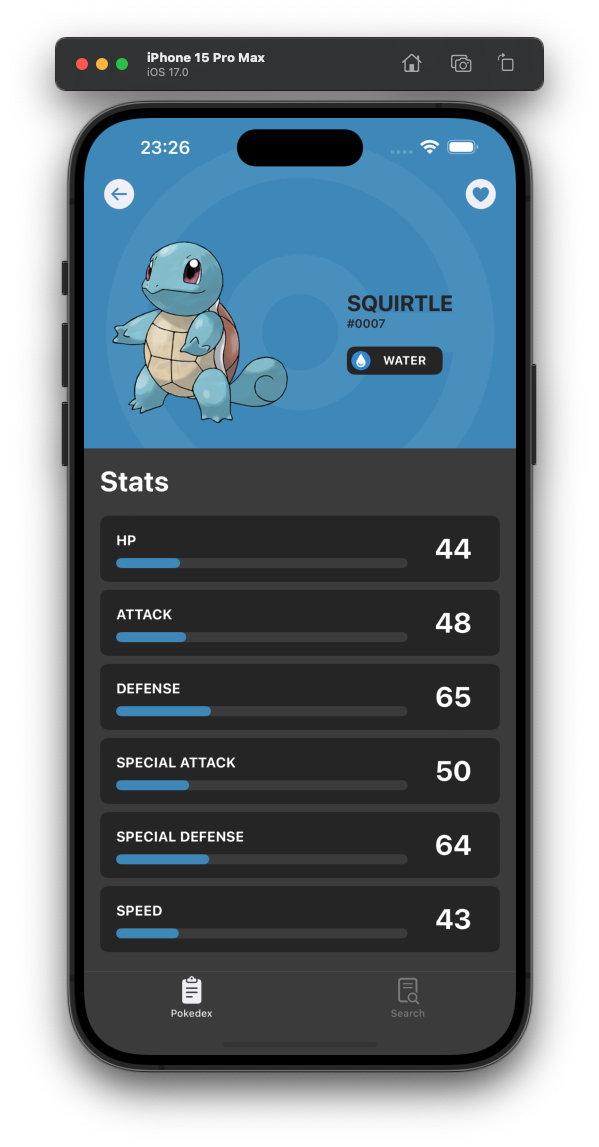 iPhone 15 Pro Max
iOS 17.0
23:26
SQUIRTLE
#0007
WATER
Stats
HP
44
ATTACK
48
DEFENSE
65
SPECIAL ATTACK
50
SPECIAL DEFENSE
64
SPEED
43
Pokedex
Search